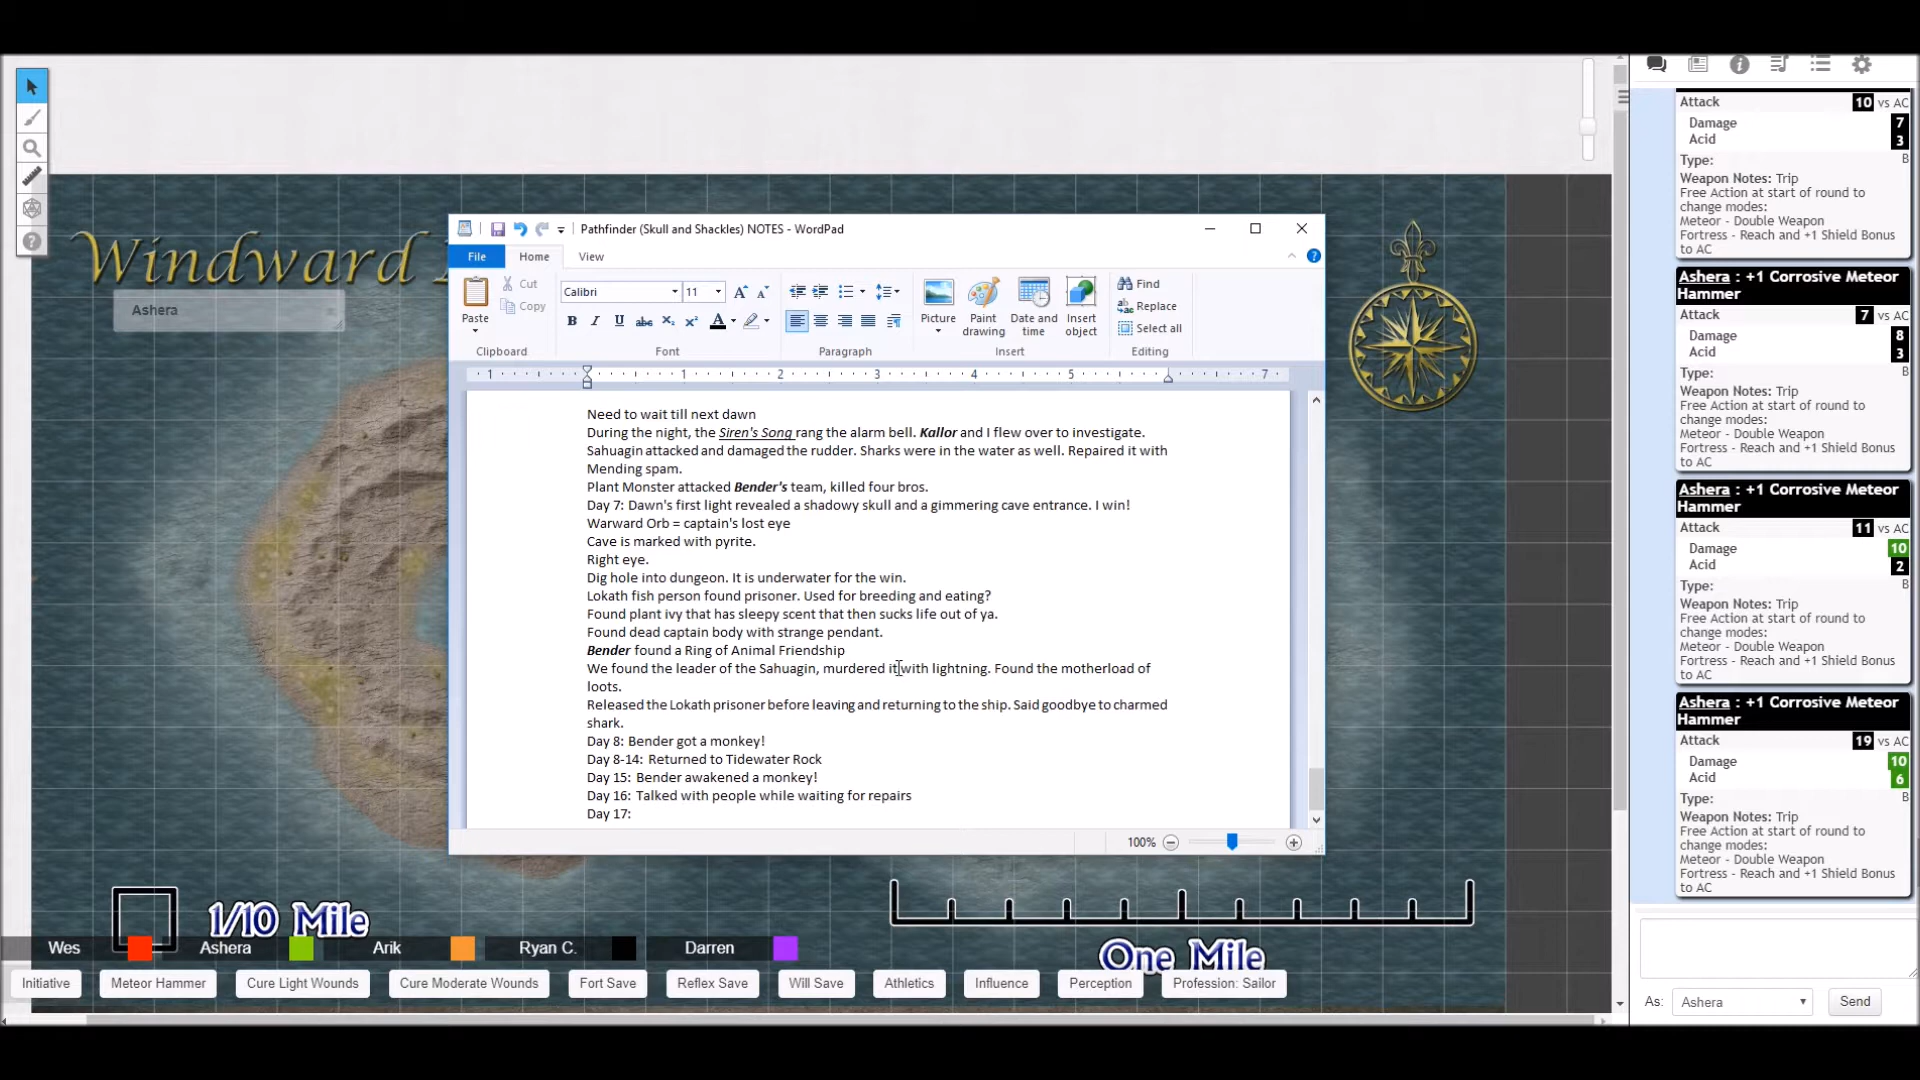 Windward
Ashera
Pathfinder (Skull and Shackles) NOTES - WordPad
File Home View
Paste
Cut
Copy
Clipboard
Calibri 11
B I U abc X₂ X² A
Font
Paragraph
Picture
Paint drawing
Date and time
Insert object
Insert
Find
Replace
Select all
Editing
1 1 2 3 4 5 7
Need to wait till next dawn
During the night, the Siren's Song rang the alarm bell. Kallor and I flew over to investigate.
Sahuagin attacked and damaged the rudder. Sharks were in the water as well. Repaired it with
Mending spam.
Plant Monster attacked Bender's team, killed four bros.
Day 7: Dawn's first light revealed a shadowy skull and a gimmering cave entrance. I win!
Warward Orb = captain's lost eye
Cave is marked with pyrite.
Right eye.
Dig hole into dungeon. It is underwater for the win.
Lokath fish person found prisoner. Used for breeding and eating?
Found plant ivy that has sleepy scent that then sucks life out of ya.
Found dead captain body with strange pendant.
Bender found a Ring of Animal Friendship
We found the leader of the Sahuagin, murdered it with lightning. Found the motherload of
loots.
Released the Lokath prisoner before leaving and returning to the ship. Said goodbye to charmed
shark.
Day 8: Bender got a monkey!
Day 8-14: Returned to Tidewater Rock
Day 15: Bender awakened a monkey!
Day 16: Talked with people while waiting for repairs
Day 17:
100%
1/10 Mile
One Mile
Wes Ashera Arik Ryan C. Darren
Initiative Meteor Hammer Cure Light Wounds Cure Moderate Wounds Fort Save Reflex Save Will Save Athletics Influence Perception Profession: Sailor
Attack 10 vs AC
Damage 7
Acid 3
Type: B
Weapon Notes: Trip
Free Action at start of round to
change modes:
Meteor - Double Weapon
Fortress - Reach and +1 Shield Bonus
to AC
Ashera : +1 Corrosive Meteor
Hammer
Attack 7 vs AC
Damage 8
Acid 3
Type: B
Weapon Notes: Trip
Free Action at start of round to
change modes:
Meteor - Double Weapon
Fortress - Reach and +1 Shield Bonus
to AC
Ashera : +1 Corrosive Meteor
Hammer
Attack 11 vs AC
Damage 10
Acid 2
Type: B
Weapon Notes: Trip
Free Action at start of round to
change modes:
Meteor - Double Weapon
Fortress - Reach and +1 Shield Bonus
to AC
Ashera : +1 Corrosive Meteor
Hammer
Attack 19 vs AC
Damage 10
Acid 6
Type: B
Weapon Notes: Trip
Free Action at start of round to
change modes:
Meteor - Double Weapon
Fortress - Reach and +1 Shield Bonus
to AC
As: Ashera Send